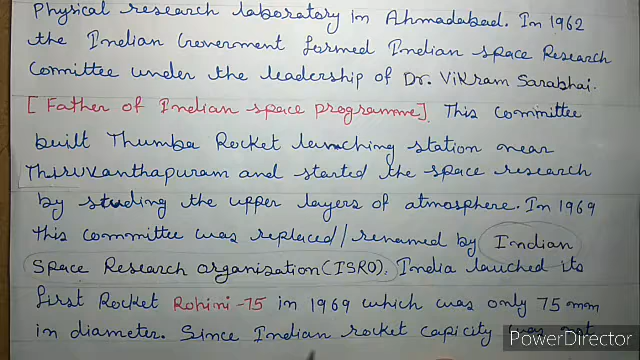 Physical research laboratory in Ahmadabad. In 1962
the Indian Government formed Indian space Research
Committee under the leadership of Dr. Vikram Sarabhai.
[ Father of Indian space programme]. This committee
built Thumba Rocket launching station near
Thiruvanthapuram and started the space research
by studing the upper layers of atmosphere. In 1969
this committee was replaced/renamed by Indian
Space Research organization (ISRO). India lauched its
first Rocket Rohini-75 in 1969 which was only 75 mm
in diameter. Since Indian rocket capicity was not
PowerDirector